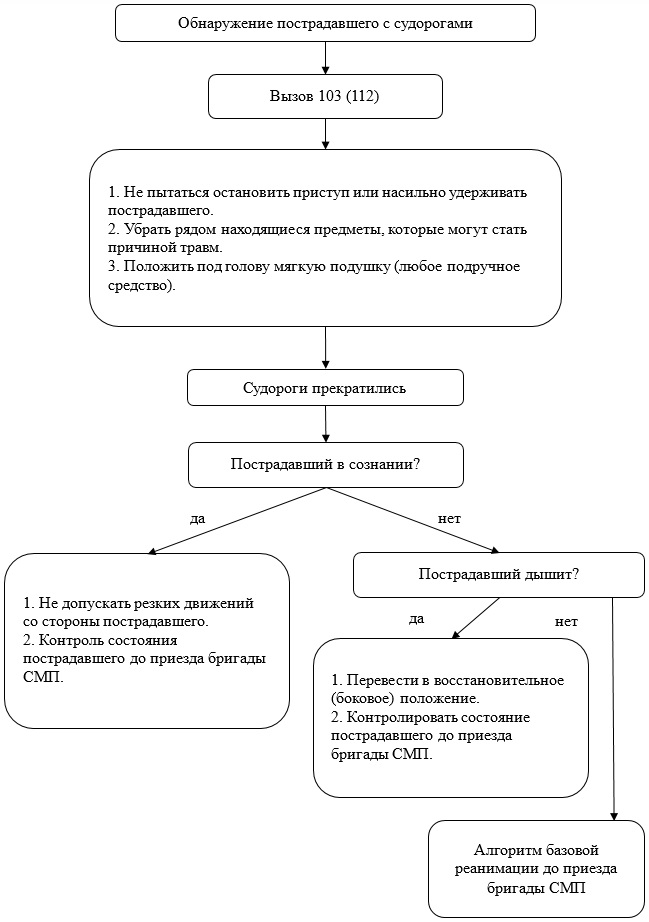 Обнаружение пострадавшего с судорогами
Вызов 103 (112)
1. Не пытаться остановить приступ или насильно удерживать
пострадавшего.
2. Убрать рядом находящиеся предметы, которые могут стать
причиной травм.
3. Положить под голову мягкую подушку (любое подручное
средство).
Судороги прекратились
Пострадавший в сознании?
да
нет
1. Не допускать резких движений
со стороны пострадавшего.
2. Контроль состояния
пострадавшего до приезда бригады
СМП.
Пострадавший дышит?
да
нет
1. Перевести в восстановительное
(боковое) положение.
2. Контролировать состояние
пострадавшего до приезда
бригады СМП.
Алгоритм базовой
реанимации до приезда
бригады СМП